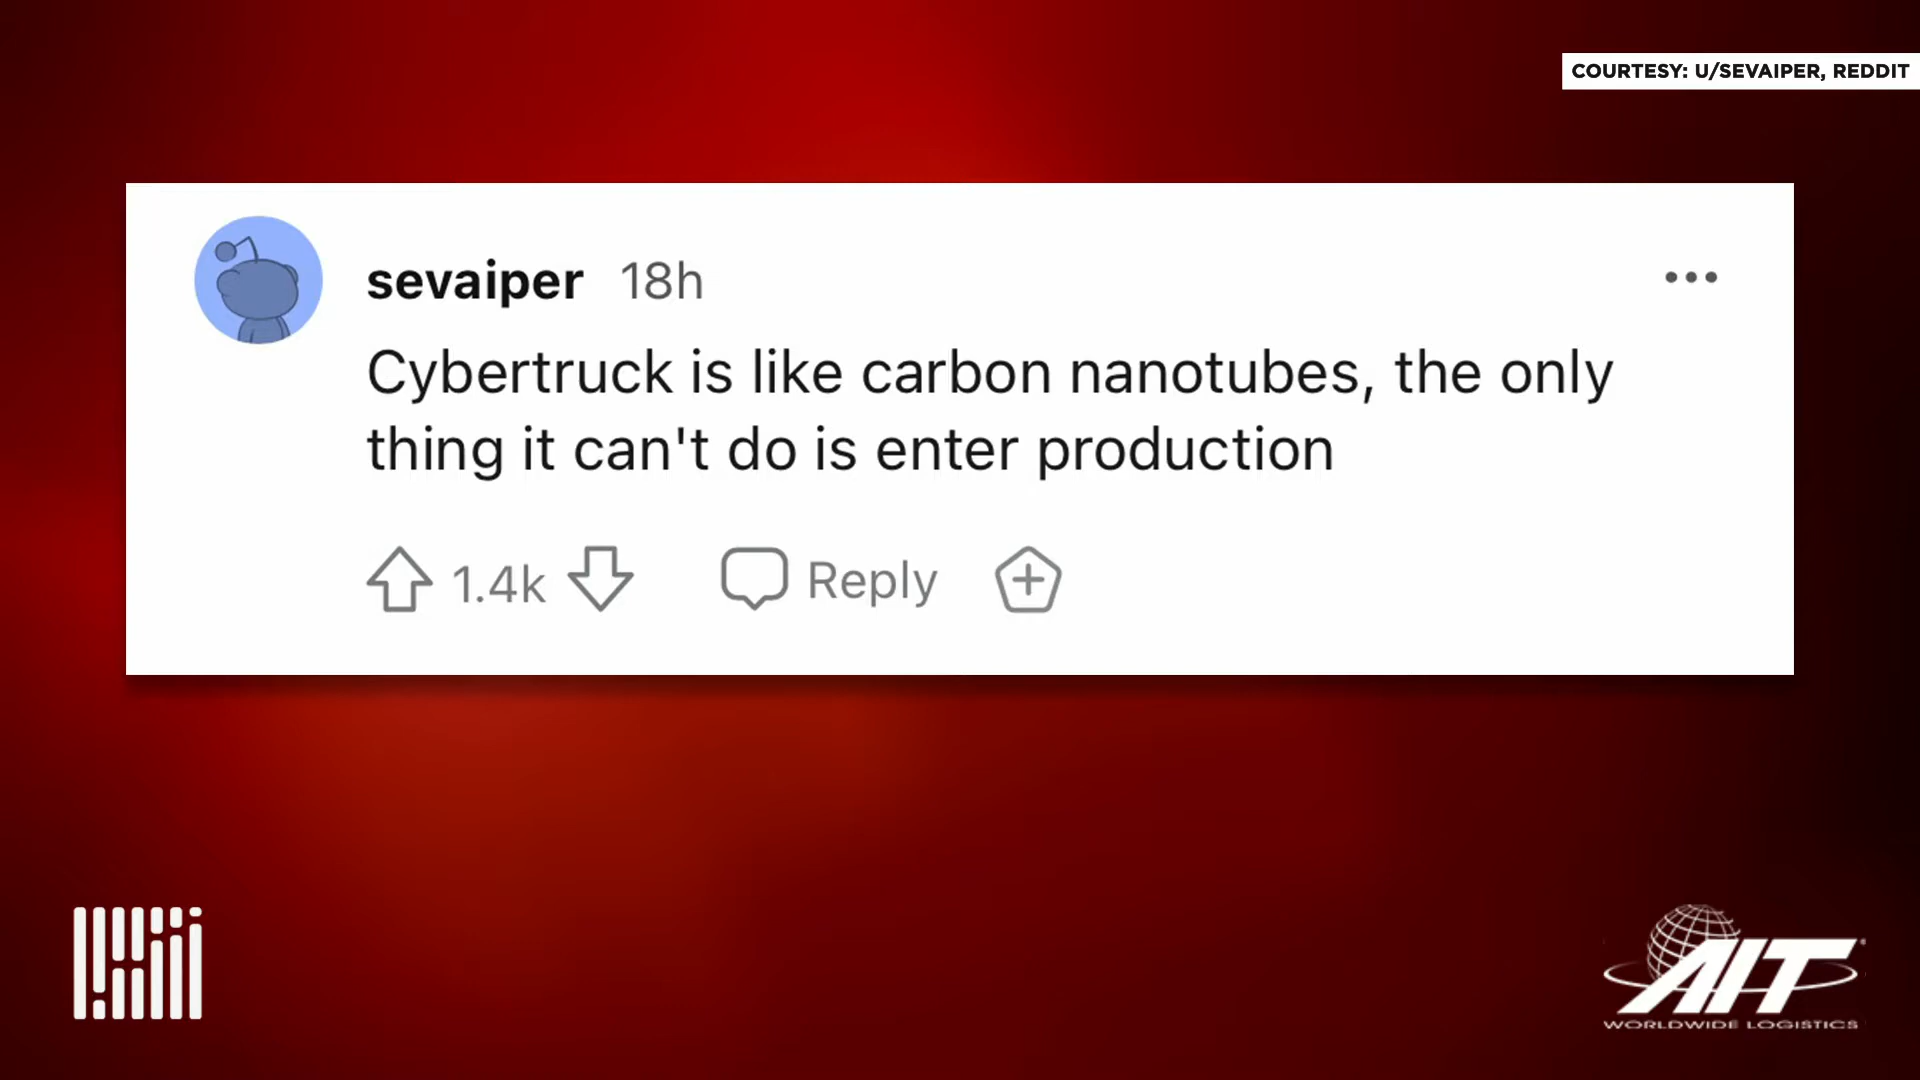 COURTESY: U/SEVAIPER, REDDIT
sevaiper 18h
Cybertruck is like carbon nanotubes, the only
thing it can't do is enter production
1.4k Reply
AIT
WORLDWIDE LOGISTICS